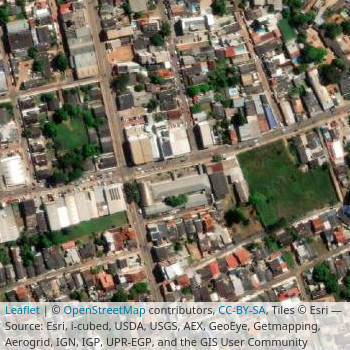 Leaflet | © OpenStreetMap contributors, CC-BY-SA, Tiles © Esri —
Source: Esri, i-cubed, USDA, USGS, AEX, GeoEye, Getmapping,
Aerogrid, IGN, IGP, UPR-EGP, and the GIS User Community